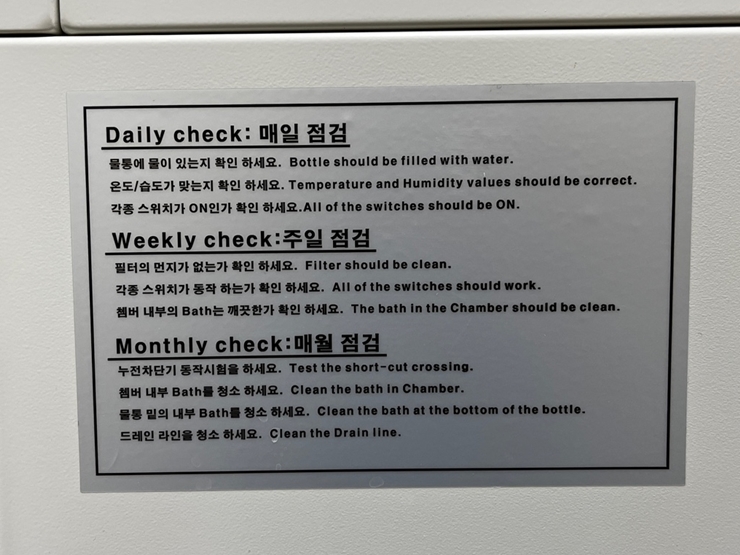 Daily check: 매일 점검
물통에 물이 있는지 확인 하세요. Bottle should be filled with water.
온도/습도가 맞는지 확인 하세요. Temperature and Humidity values should be correct.
각종 스위치가 ON인가 확인 하세요.All of the switches should be ON.
Weekly check:주일 점검
필터의 먼지가 없는가 확인 하세요. Filter should be clean.
각종 스위치가 동작 하는가 확인 하세요. All of the switches should work.
쳄버 내부의 Bath는 깨끗한가 확인 하세요. The bath in the Chamber should be clean.
Monthly check:매월 점검
누전차단기 동작시험을 하세요. Test the short-cut crossing.
쳄버 내부 Bath를 청소 하세요. Clean the bath in Chamber.
물통 밑의 내부 Bath를 청소 하세요. Clean the bath at the bottom of the bottle.
드레인 라인을 청소 하세요. Clean the Drain line.